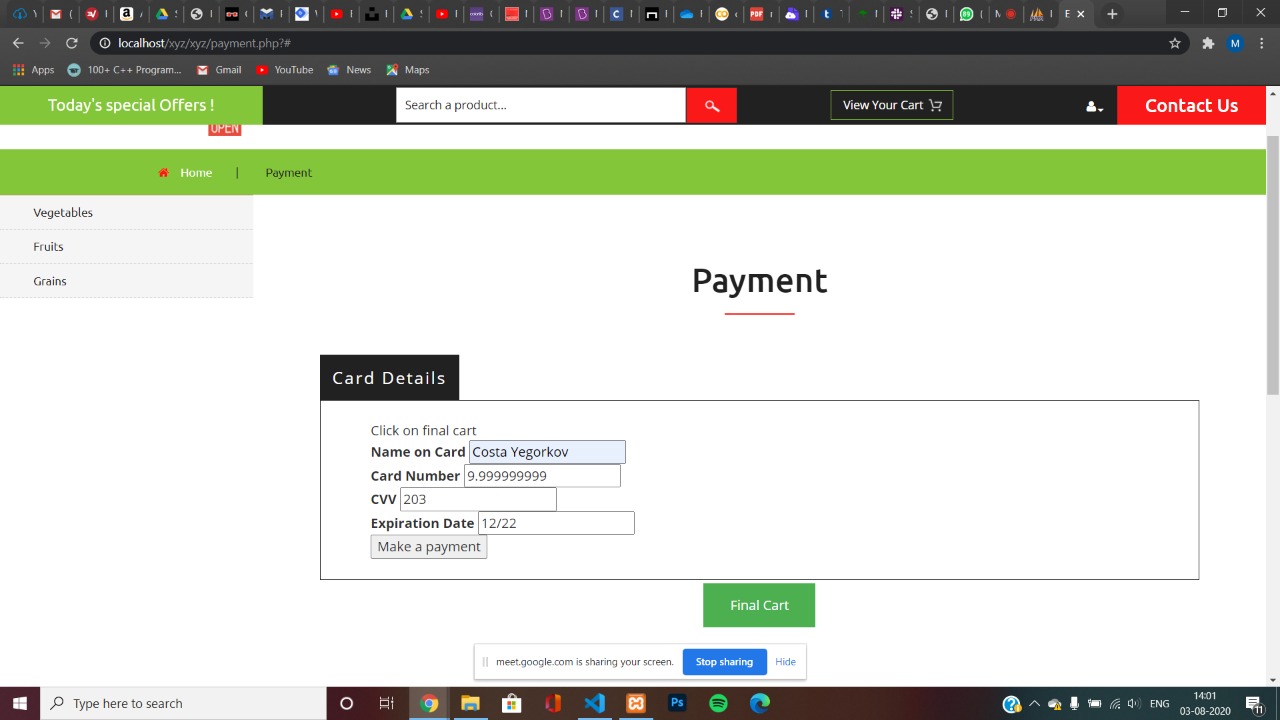 localhost/xyz/xyz/payment.php?#
M
Apps 100+ C++ Program... Gmail YouTube News Maps
Today's special Offers ! Search a product... View Your Cart Contact Us
OPEN
Home | Payment
Vegetables
Fruits
Grains
Payment
Card Details
Click on final cart
Name on Card Costa Yegorkov
Card Number 9.999999999
CVV 203
Expiration Date 12/22
Make a payment
Final Cart
meet.google.com is sharing your screen. Stop sharing Hide
Type here to search
ENG
14:01
03-08-2020
11